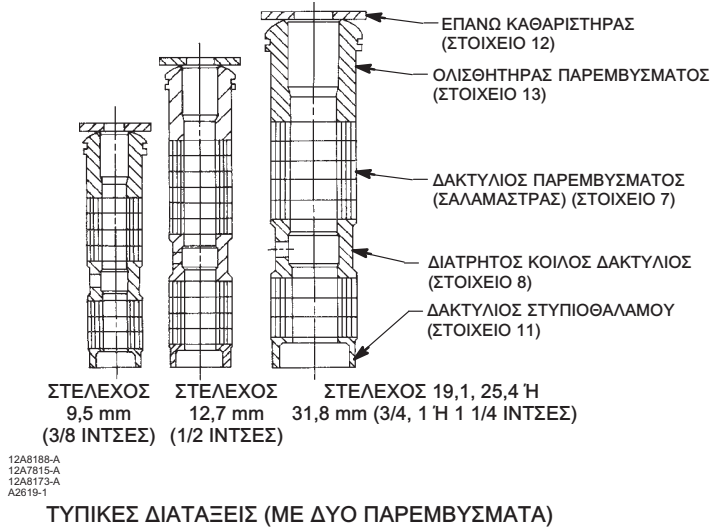 ΕΠΑΝΩ ΚΑΘΑΡΙΣΤΗΡΑΣ
(ΣΤΟΙΧΕΙΟ 12)
ΟΛΙΣΘΗΤΗΡΑΣ ΠΑΡΕΜΒΥΣΜΑΤΟΣ
(ΣΤΟΙΧΕΙΟ 13)
ΔΑΚΤΥΛΙΟΣ ΠΑΡΕΜΒΥΣΜΑΤΟΣ
(ΣΑΛΑΜΑΣΤΡΑΣ) (ΣΤΟΙΧΕΙΟ 7)
ΔΙΑΤΡΗΤΟΣ ΚΟΙΛΟΣ ΔΑΚΤΥΛΙΟΣ
(ΣΤΟΙΧΕΙΟ 8)
ΔΑΚΤΥΛΙΟΣ ΣΤΥΠΙΟΘΑΛΑΜΟΥ
(ΣΤΟΙΧΕΙΟ 11)
ΣΤΕΛΕΧΟΣ
9,5 mm
(3/8 ΙΝΤΣΕΣ)
ΣΤΕΛΕΧΟΣ
12,7 mm
(1/2 ΙΝΤΣΕΣ)
ΣΤΕΛΕΧΟΣ 19,1, 25,4 Ή
31,8 mm (3/4, 1 Ή 1 1/4 ΙΝΤΣΕΣ)
12A8188-A
12A7815-A
12A8173-A
A2619-1
ΤΥΠΙΚΕΣ ΔΙΑΤΑΞΕΙΣ (ΜΕ ΔΥΟ ΠΑΡΕΜΒΥΣΜΑΤΑ)